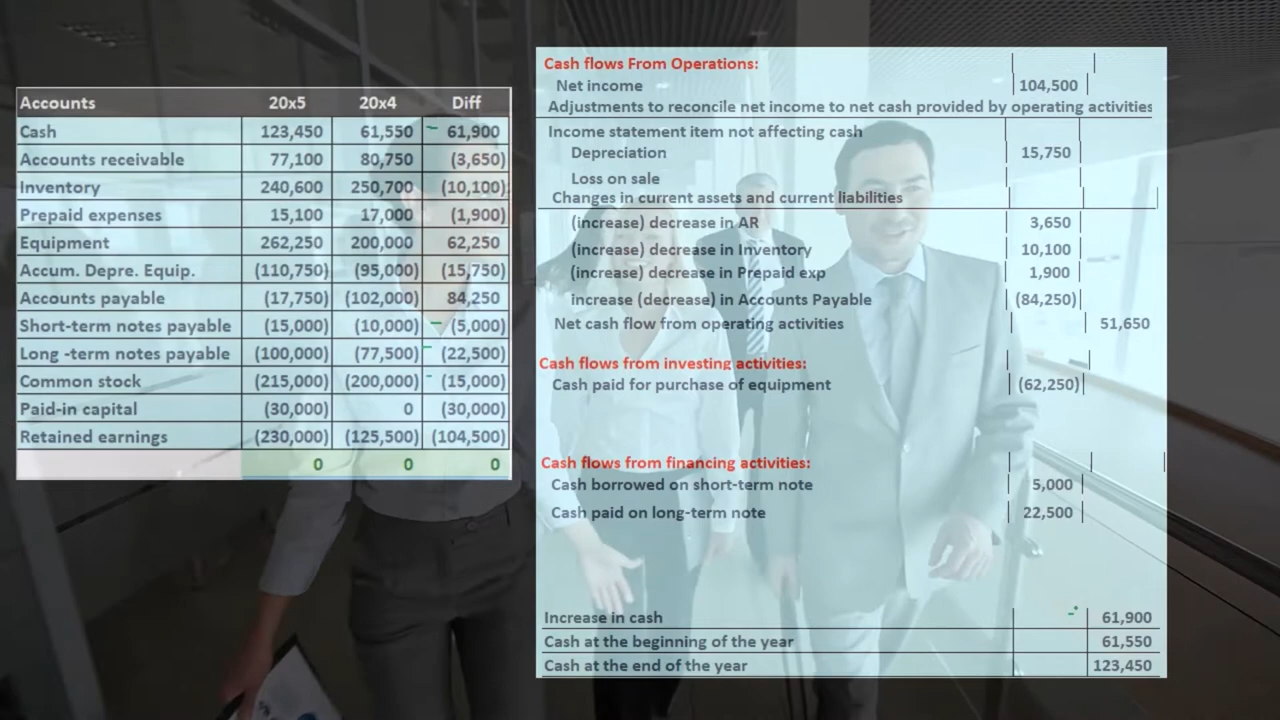 Accounts 20x5 20x4 Diff
Cash 123,450 61,550 61,900
Accounts receivable 77,100 80,750 (3,650)
Inventory 240,600 250,700 (10,100)
Prepaid expenses 15,100 17,000 (1,900)
Equipment 262,250 200,000 62,250
Accum. Depre. Equip. (110,750) (95,000) (15,750)
Accounts payable (17,750) (102,000) 84,250
Short-term notes payable (15,000) (10,000) (5,000)
Long -term notes payable (100,000) (77,500) (22,500)
Common stock (215,000) (200,000) (15,000)
Paid-in capital (30,000) 0 (30,000)
Retained earnings (230,000) (125,500) (104,500)
0 0 0
Cash flows From Operations:
Net income 104,500
Adjustments to reconcile net income to net cash provided by operating activities
Income statement item not affecting cash
Depreciation 15,750
Loss on sale
Changes in current assets and current liabilities
(increase) decrease in AR 3,650
(increase) decrease in Inventory 10,100
(increase) decrease in Prepaid exp 1,900
increase (decrease) in Accounts Payable (84,250)
Net cash flow from operating activities 51,650
Cash flows from investing activities:
Cash paid for purchase of equipment (62,250)
Cash flows from financing activities:
Cash borrowed on short-term note 5,000
Cash paid on long-term note 22,500
Increase in cash 61,900
Cash at the beginning of the year 61,550
Cash at the end of the year 123,450